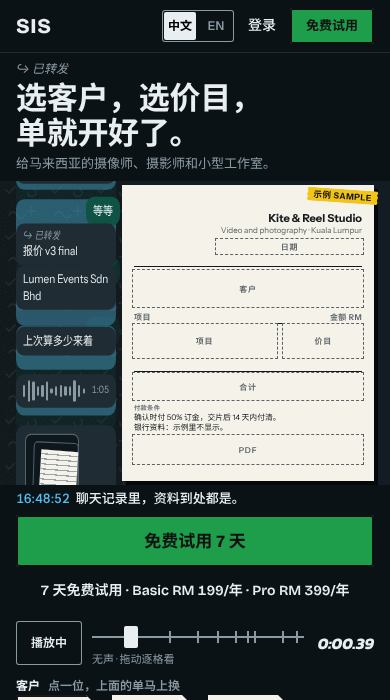 SIS
中文 EN 登录 免费试用
↪ 已转发
选客户，选价目，
单就开好了。
给马来西亚的摄像师、摄影师和小型工作室。
等等
↪ 已转发
报价 v3 final
Lumen Events Sdn
Bhd
上次算多少来着
1:05
示例 SAMPLE
Kite & Reel Studio
Video and photography · Kuala Lumpur
日期
客户
项目 金额 RM
项目 价目
合计
付款条件
确认时付 50% 订金，交片后 14 天内付清。
银行资料：示例里不显示。
PDF
16:48:52 聊天记录里，资料到处都是。
免费试用 7 天
7 天免费试用 · Basic RM 199/年 · Pro RM 399/年
播放中
0:00.39
无声 · 拖动逐格看
客户 点一位，上面的单马上换